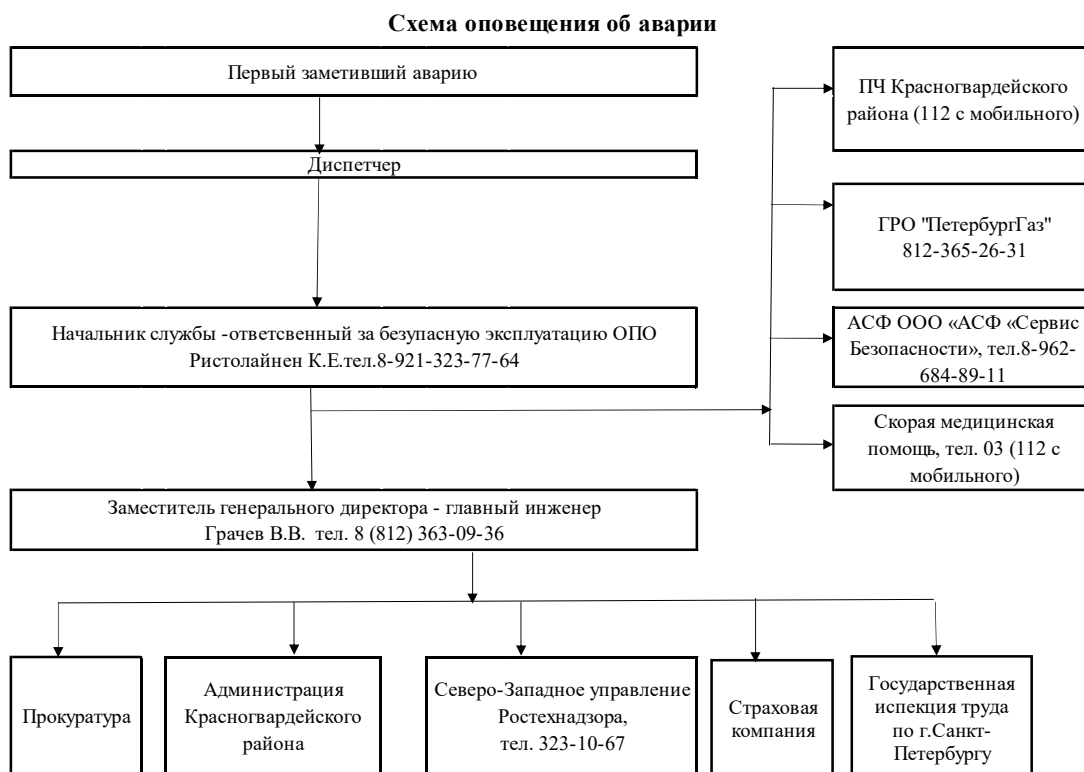 Схема оповещения об аварии
Первый заметивший аварию
Диспетчер
Начальник службы -ответсвенный за безупасную эксплуатацию ОПО
Ристолайнен К.Е.тел.8-921-323-77-64
Заместитель генерального директора - главный инженер
Грачев В.В. тел. 8 (812) 363-09-36
ПЧ Красногвардейского
района (112 с мобильного)
ГРО "ПетербургГаз"
812-365-26-31
АСФ ООО «АСФ «Сервис
Безопасности», тел.8-962-
684-89-11
Скорая медицинская
помощь, тел. 03 (112 с
мобильного)
Прокуратура
Администрация
Красногвардейского
района
Северо-Западное управление
Ростехнадзора,
тел. 323-10-67
Страховая
компания
Государственная
испекция труда
по г.Санкт-
Петербургу